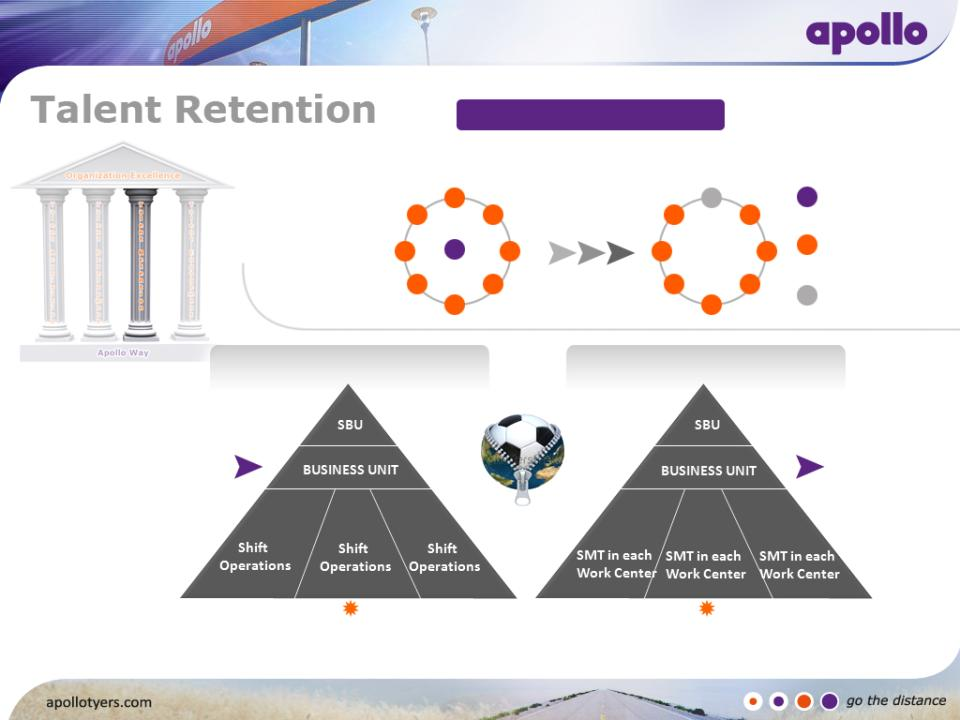 apollo
apollo
Talent Retention
Organization Excellence
Apollo Way
SBU
BUSINESS UNIT
Shift
Operations
Shift
Operations
Shift
Operations
SBU
BUSINESS UNIT
SMT in each
Work Center
SMT in each
Work Center
SMT in each
Work Center
apollotyers.com
go the distance